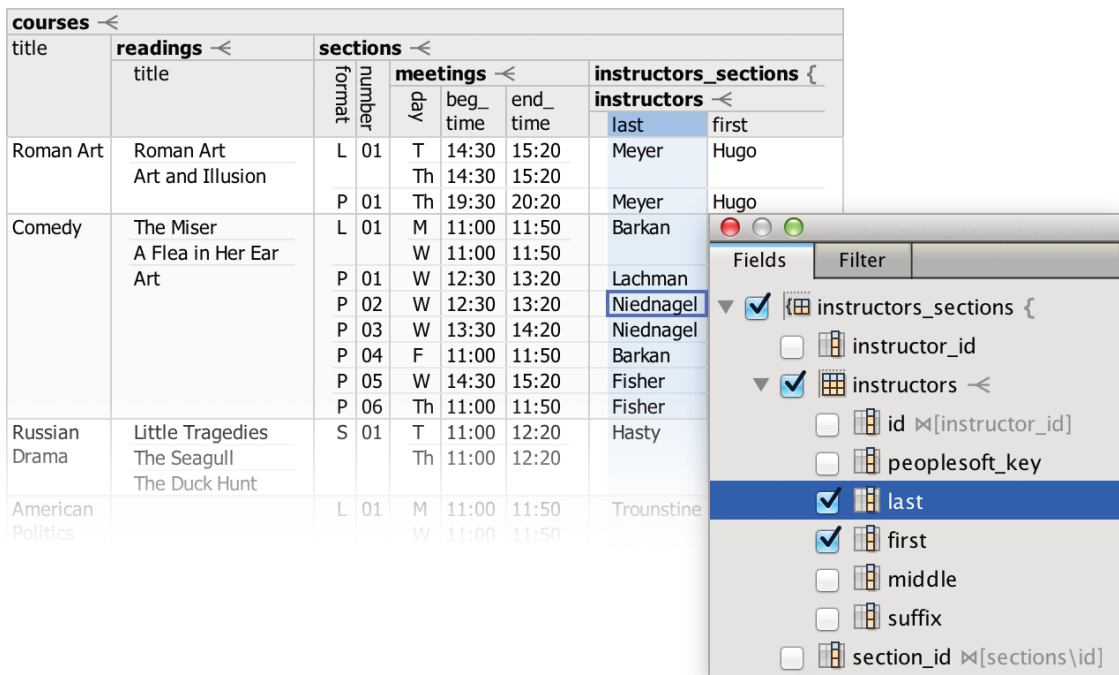 courses
title readings sections
title format number meetings instructors_sections {
day beg_ end_ instructors
time time last first
Roman Art Roman Art L 01 T 14:30 15:20 Meyer Hugo
Art and Illusion Th 14:30 15:20
P 01 Th 19:30 20:20 Meyer Hugo
Comedy The Miser L 01 M 11:00 11:50 Barkan
A Flea in Her Ear W 11:00 11:50
Art P 01 W 12:30 13:20 Lachman
P 02 W 12:30 13:20 Niednagel
P 03 W 13:30 14:20 Niednagel
P 04 F 11:00 11:50 Barkan
P 05 W 14:30 15:20 Fisher
P 06 Th 11:00 11:50 Fisher
Russian Little Tragedies S 01 T 11:00 12:20 Hasty
Drama The Seagull Th 11:00 12:20
The Duck Hunt
American L 01 M 11:00 11:50 Trounstine
Politics W 11:00 11:50
Fields Filter
instructors_sections {
instructor_id
instructors
id ⋈[instructor_id]
peoplesoft_key
last
first
middle
suffix
section_id ⋈[sections\id]